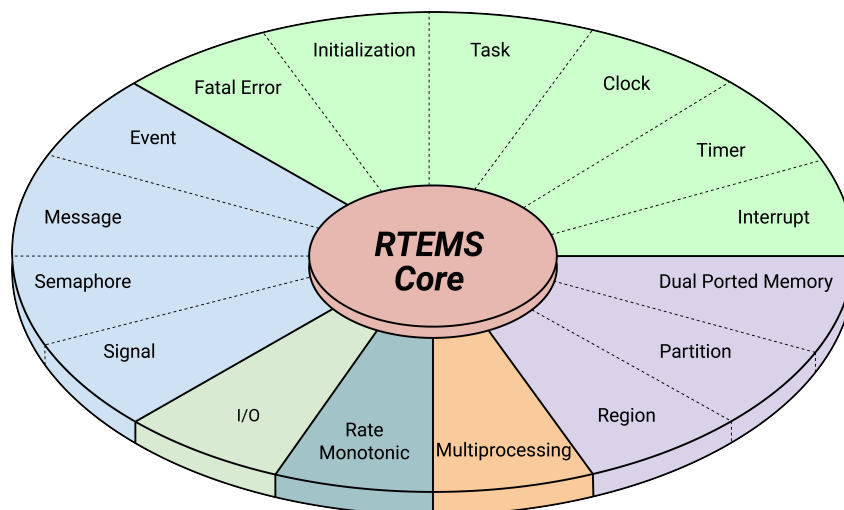 Initialization
Task
Fatal Error
Clock
Event
Timer
Message
Interrupt
RTEMS
Core
Semaphore
Dual Ported Memory
Signal
Partition
I/O
Region
Rate
Monotonic
Multiprocessing